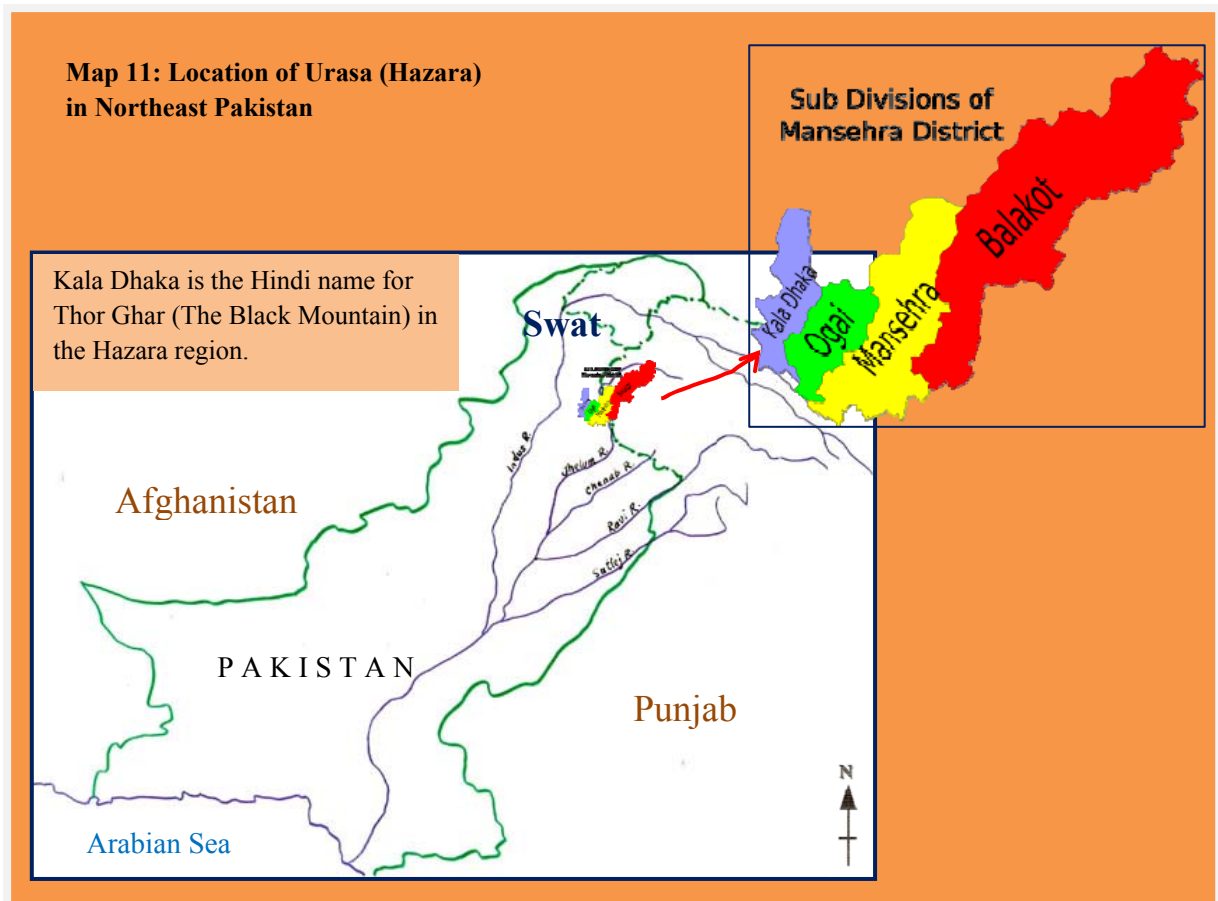 Map 11: Location of Urasa (Hazara)
in Northeast Pakistan
Sub Divisions of
Mansehra District
Balakot
Kala Dhaka
Ogai
Mansehra
Kala Dhaka is the Hindi name for
Thor Ghar (The Black Mountain) in
the Hazara region.
Swat
Indus R.
Jhelum R.
Chenab R.
Ravi R.
Sutlej R.
Afghanistan
PAKISTAN
Punjab
N
Arabian Sea